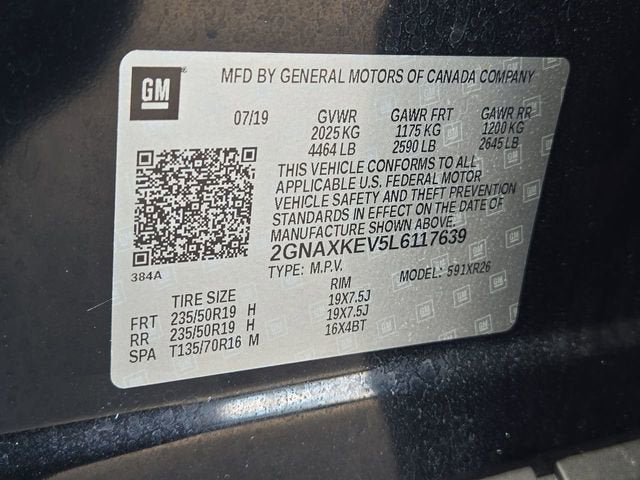 GM
MFD BY GENERAL MOTORS OF CANADA COMPANY
07/19 GVWR GAWR FRT GAWR RR
2025 KG 1175 KG 1200 KG
4464 LB 2590 LB 2645 LB
THIS VEHICLE CONFORMS TO ALL
APPLICABLE U.S. FEDERAL MOTOR
VEHICLE SAFETY AND THEFT PREVENTION
STANDARDS IN EFFECT ON THE DATE OF
MANUFACTURE SHOWN ABOVE.
2GNAXKEV5L6117639
384A
TYPE: M.P.V. MODEL: 591XR26
TIRE SIZE RIM
FRT 235/50R19 H 19X7.5J
RR 235/50R19 H 19X7.5J
SPA T135/70R16 M 16X4BT